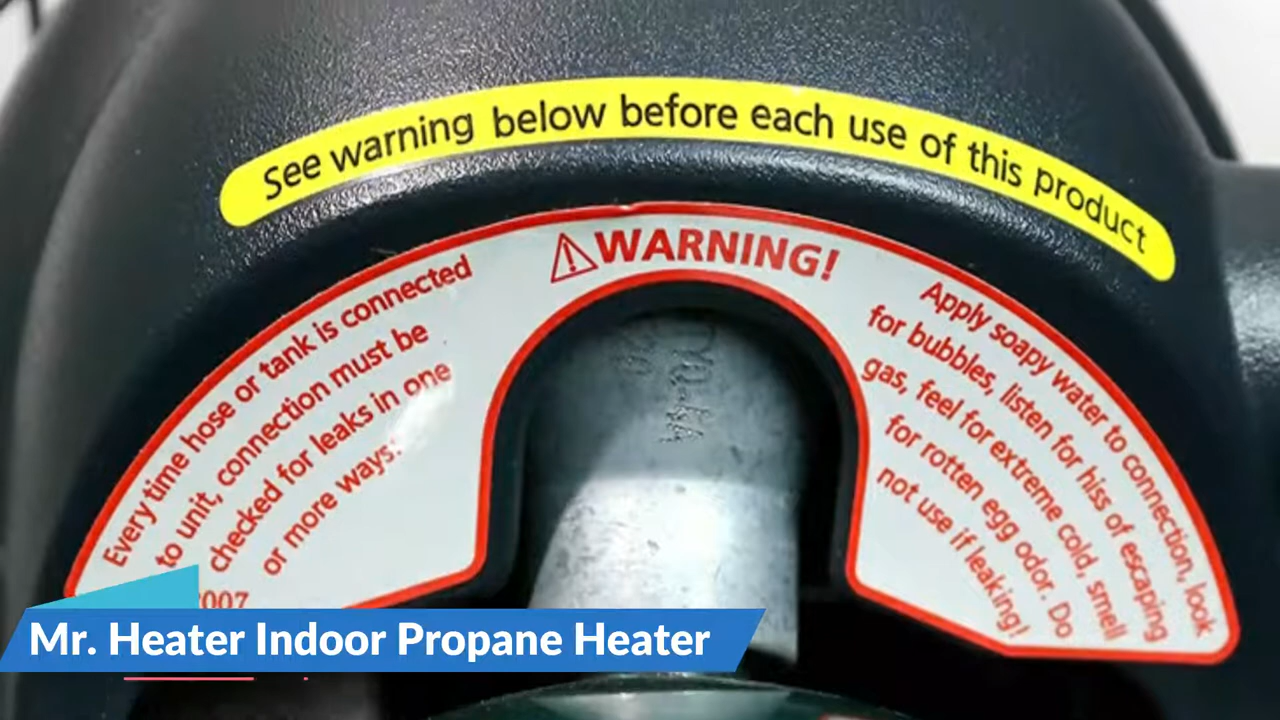 See warning below before each use of this product
⚠WARNING!
Every time hose or tank is connected
to unit, connection must be
checked for leaks in one
or more ways:
2007
Apply soapy water to connection, look
for bubbles, listen for hiss of escaping
gas, feel for extreme cold, smell
for rotten egg odor. Do
not use if leaking!
Mr. Heater Indoor Propane Heater